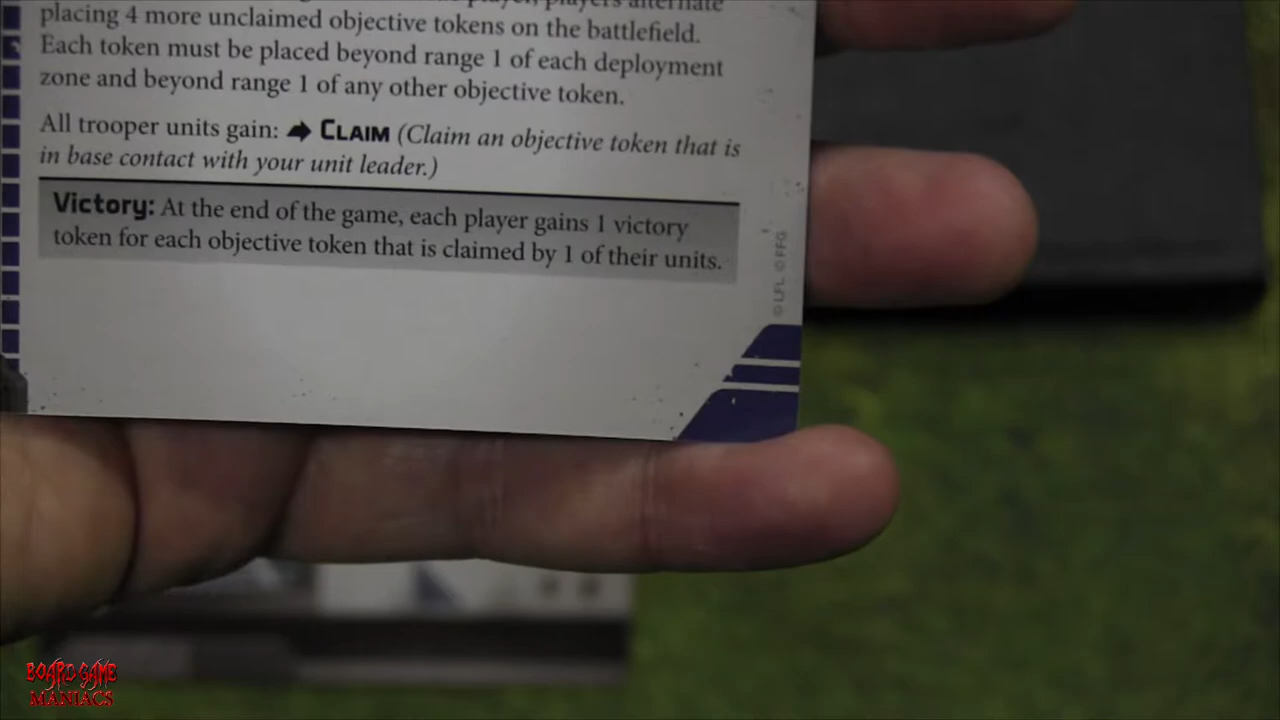 placing 4 more unclaimed objective tokens on the battlefield.
Each token must be placed beyond range 1 of each deployment
zone and beyond range 1 of any other objective token.
All trooper units gain: CLAIM (Claim an objective token that is
in base contact with your unit leader.)
Victory: At the end of the game, each player gains 1 victory
token for each objective token that is claimed by 1 of their units.
© LFL © FFG
BOARD GAME
MANIACS